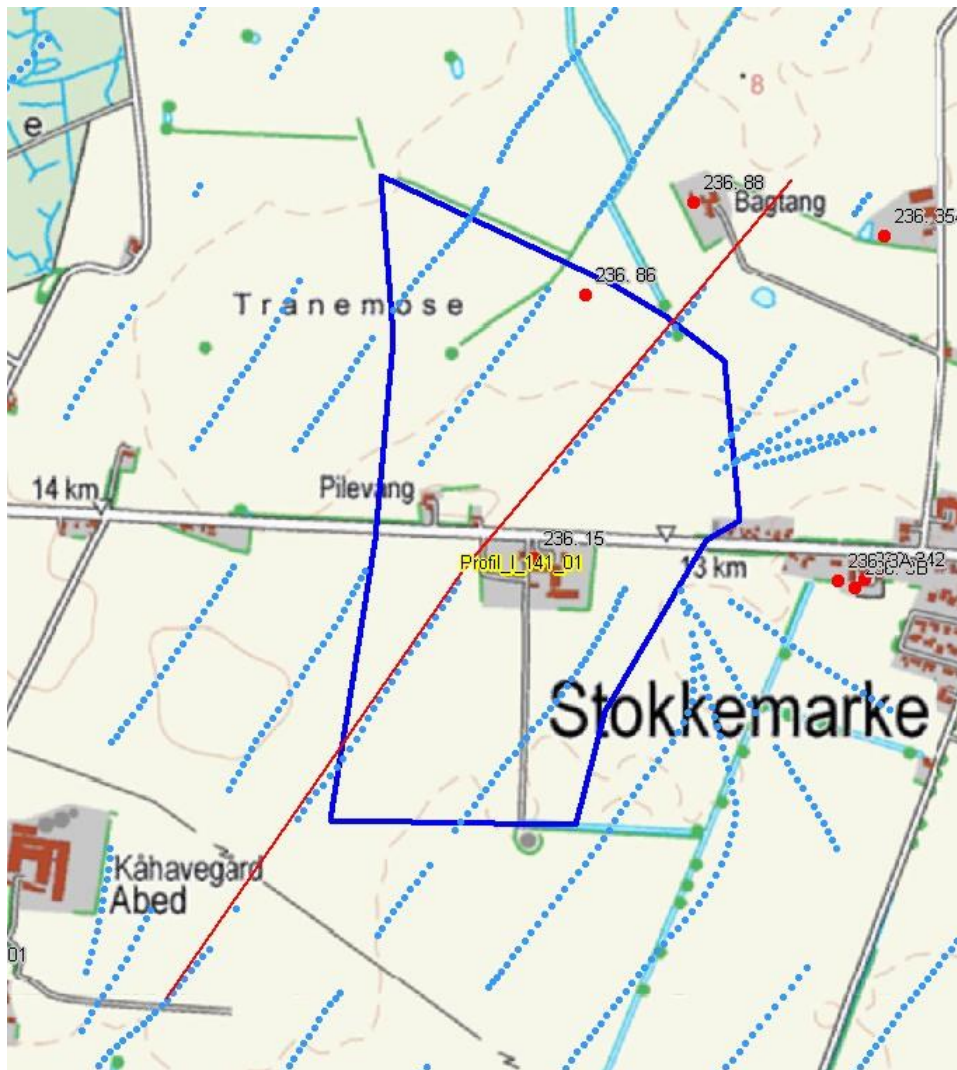 e
8
236. 88
Bagtang
236. 354
236. 86
Tranemose
14 km
Pilevang
236. 15
Profil_I_141_01
13 km
Stokkemarke
Kåhavegård
Abed
01